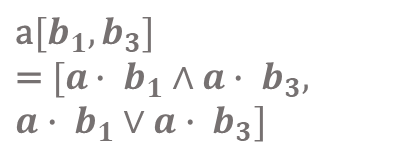 a[b₁,b₃]
= [a · b₁ ∧ a · b₃,
a · b₁ ∨ a · b₃]